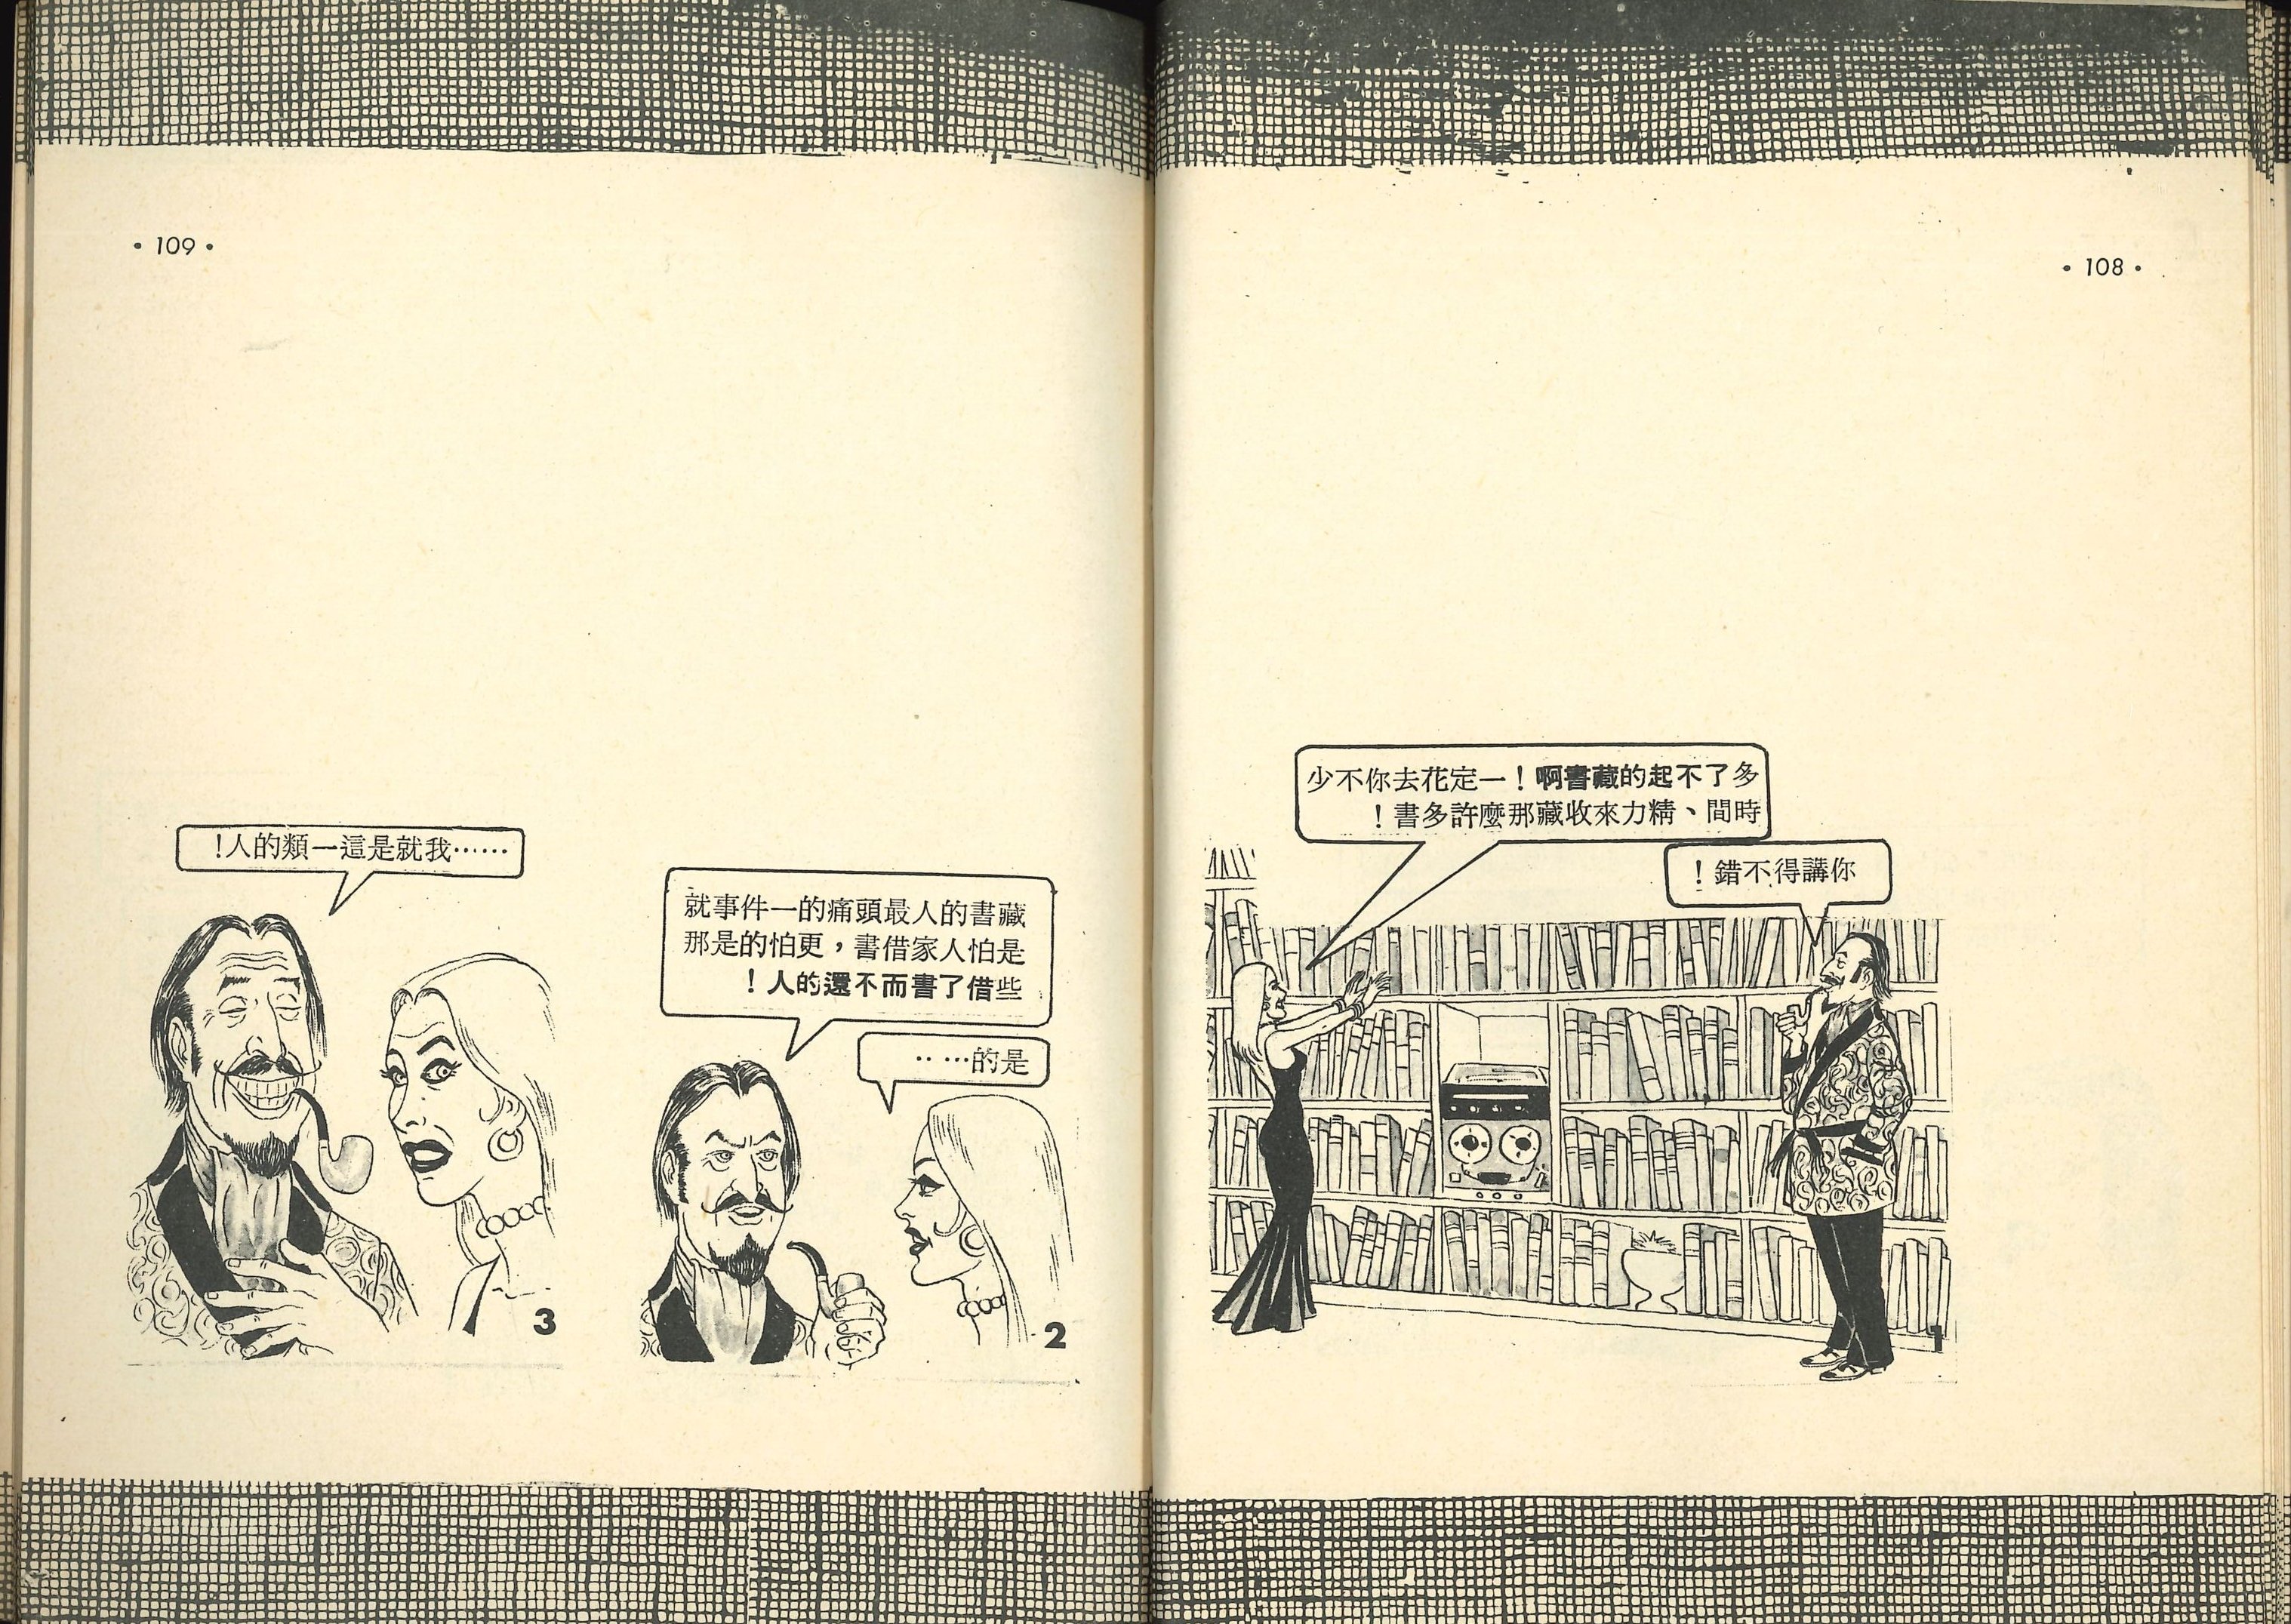 • 108 •
多了不起的藏書啊！一定花去你不少
時間、精力來收藏那麼許多書！
你講得不錯！
1
• 109 •
藏書的人最頭痛的一件事就
是怕人家借書，更怕的是那
些借了書而不還的人！
是的‥…
2
……我就是這一類的人！
3